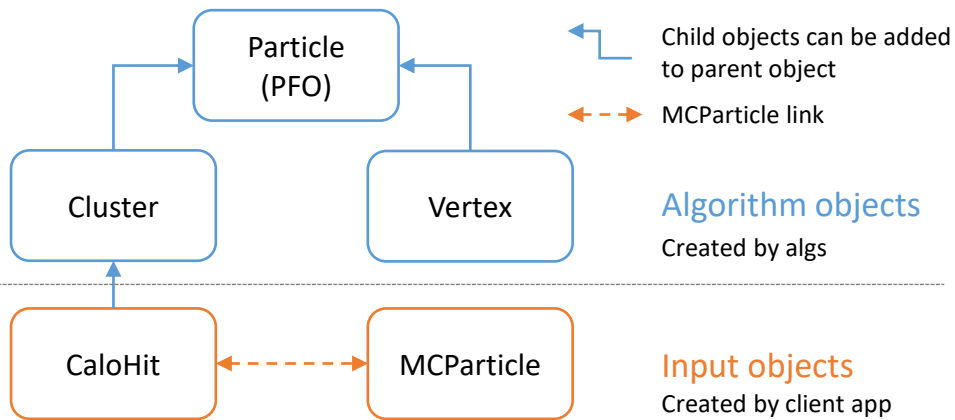 Particle
(PFO)
Child objects can be added
to parent object
MCParticle link
Cluster
Vertex
Algorithm objects
Created by algs
CaloHit
MCParticle
Input objects
Created by client app